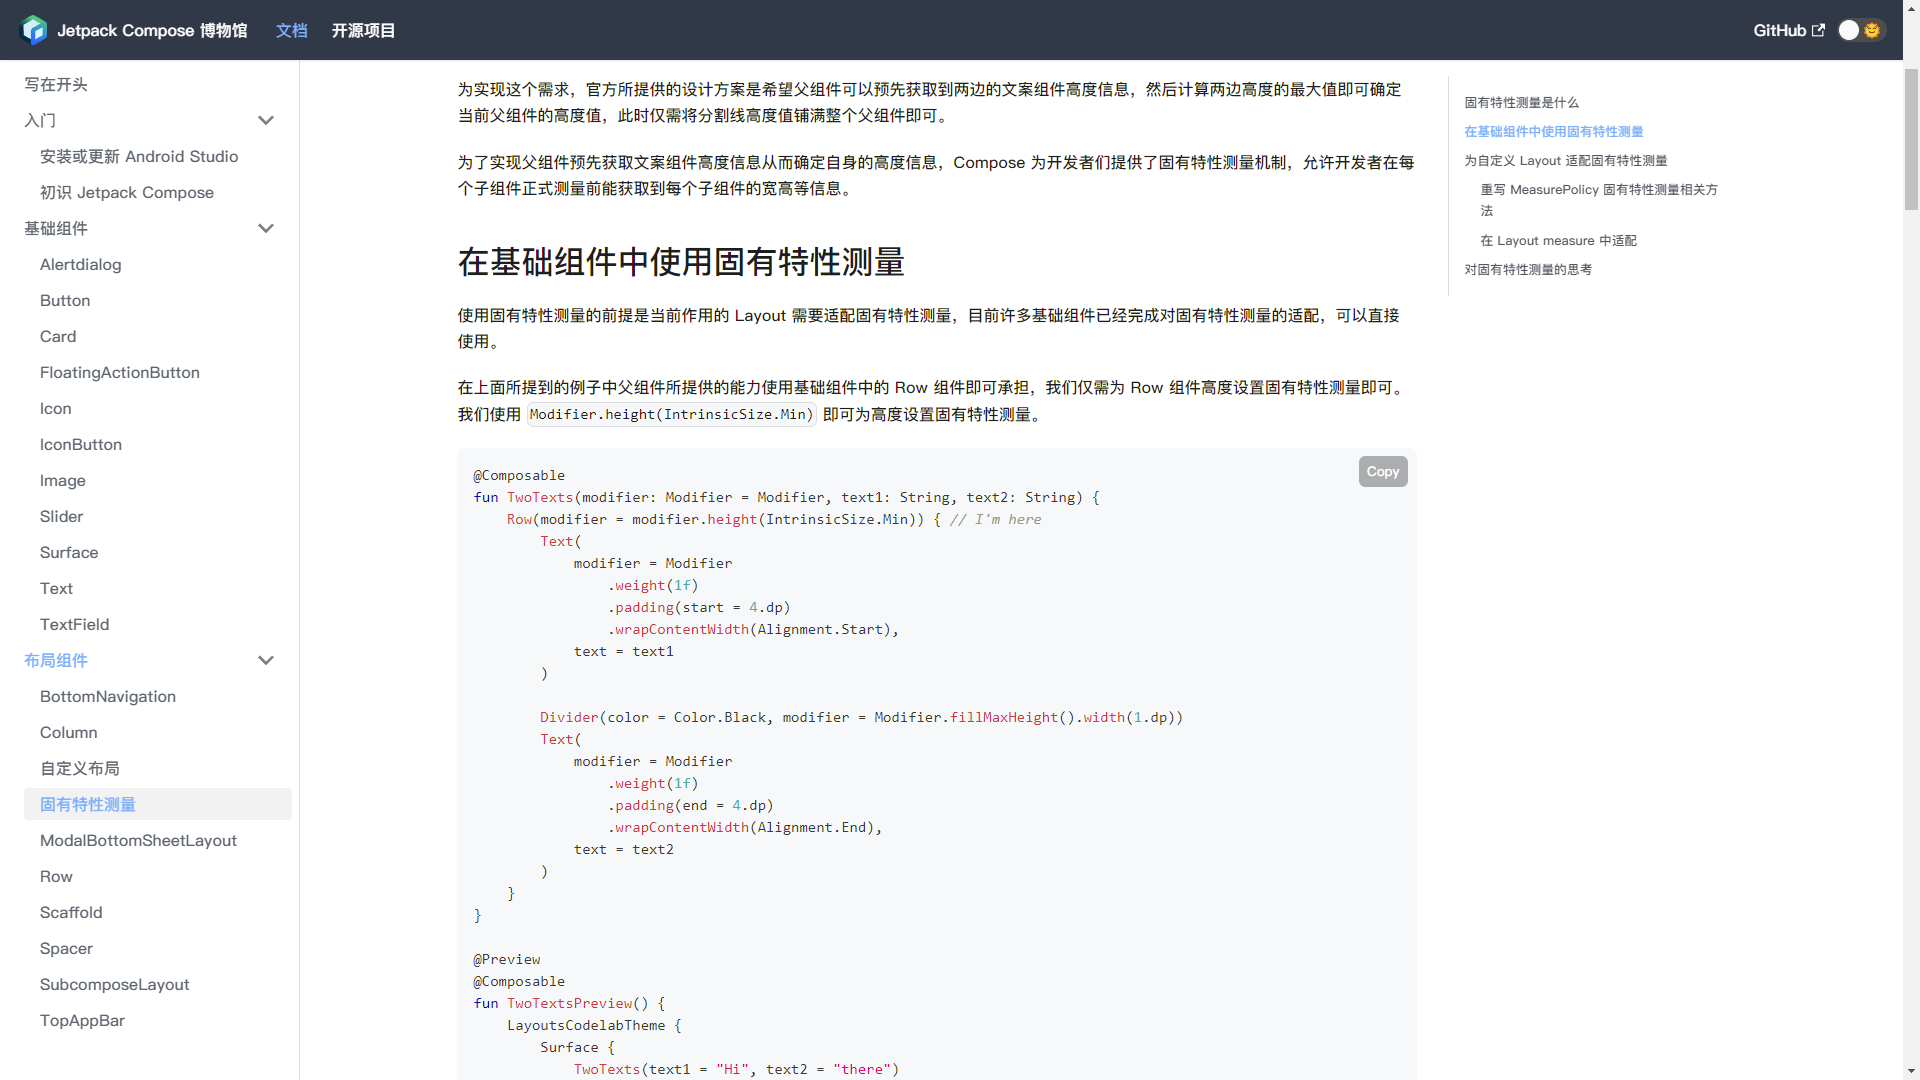 Jetpack Compose 博物馆
文档
开源项目
GitHub
写在开头
入门
安装或更新 Android Studio
初识 Jetpack Compose
基础组件
Alertdialog
Button
Card
FloatingActionButton
Icon
IconButton
Image
Slider
Surface
Text
TextField
布局组件
BottomNavigation
Column
自定义布局
固有特性测量
ModalBottomSheetLayout
Row
Scaffold
Spacer
SubcomposeLayout
TopAppBar
为实现这个需求，官方所提供的设计方案是希望父组件可以预先获取到两边的文案组件高度信息，然后计算两边高度的最大值即可确定
当前父组件的高度值，此时仅需将分割线高度值铺满整个父组件即可。
为了实现父组件预先获取文案组件高度信息从而确定自身的高度信息，Compose 为开发者们提供了固有特性测量机制，允许开发者在每
个子组件正式测量前能获取到每个子组件的宽高等信息。
在基础组件中使用固有特性测量
使用固有特性测量的前提是当前作用的 Layout 需要适配固有特性测量，目前许多基础组件已经完成对固有特性测量的适配，可以直接
使用。
在上面所提到的例子中父组件所提供的能力使用基础组件中的 Row 组件即可承担，我们仅需为 Row 组件高度设置固有特性测量即可。
我们使用 Modifier.height(IntrinsicSize.Min) 即可为高度设置固有特性测量。
Copy
@Composable
fun TwoTexts(modifier: Modifier = Modifier, text1: String, text2: String) {
    Row(modifier = modifier.height(IntrinsicSize.Min)) { // I'm here
        Text(
            modifier = Modifier
                .weight(1f)
                .padding(start = 4.dp)
                .wrapContentWidth(Alignment.Start),
            text = text1
        )

        Divider(color = Color.Black, modifier = Modifier.fillMaxHeight().width(1.dp))
        Text(
            modifier = Modifier
                .weight(1f)
                .padding(end = 4.dp)
                .wrapContentWidth(Alignment.End),
            text = text2
        )
    }
}

@Preview
@Composable
fun TwoTextsPreview() {
    LayoutsCodelabTheme {
        Surface {
            TwoTexts(text1 = "Hi", text2 = "there")
固有特性测量是什么
在基础组件中使用固有特性测量
为自定义 Layout 适配固有特性测量
重写 MeasurePolicy 固有特性测量相关方
法
在 Layout measure 中适配
对固有特性测量的思考